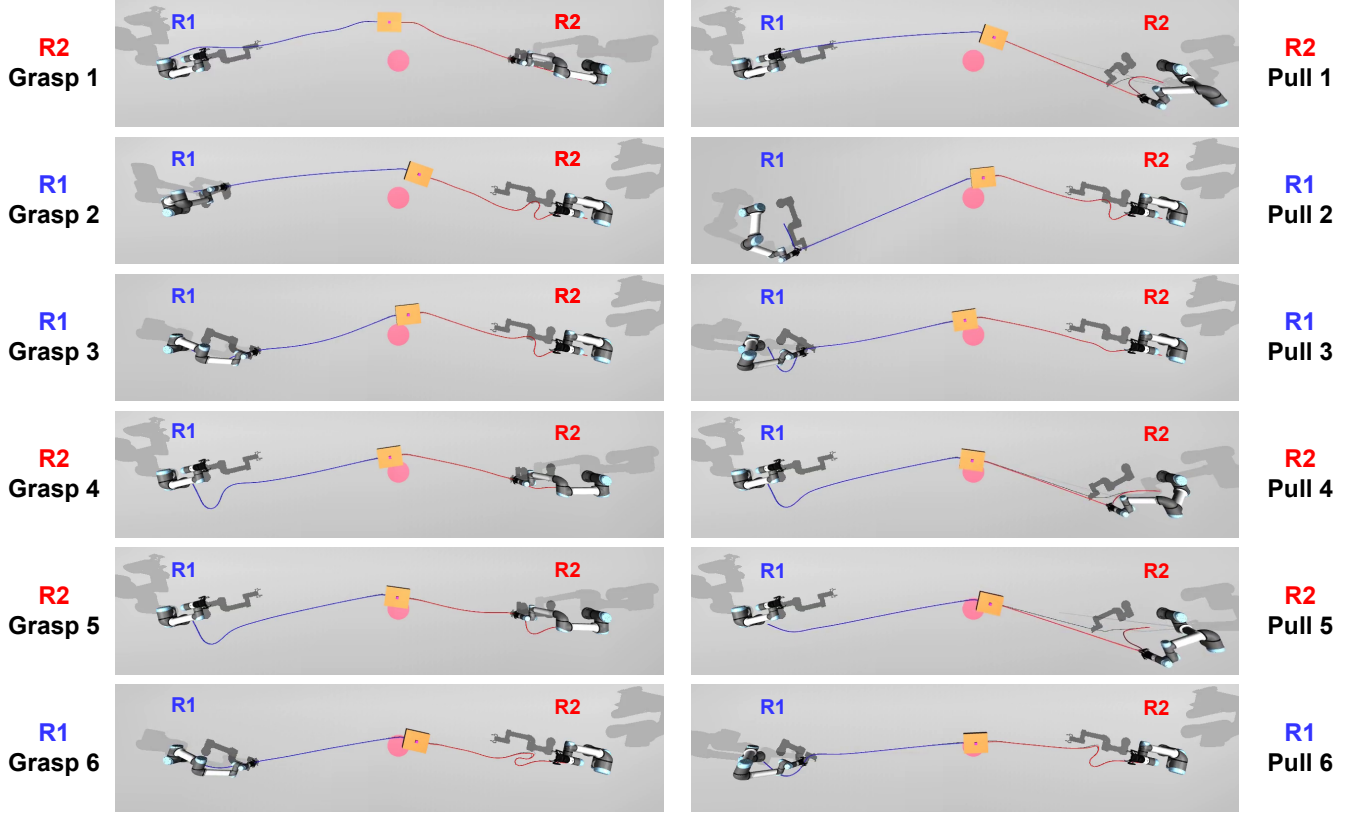 R1 R2 R1 R2
R2
Grasp 1
R2
Pull 1
R1 R2 R1 R2
R1
Grasp 2
R1
Pull 2
R1 R2 R1 R2
R1
Grasp 3
R1
Pull 3
R1 R2 R1 R2
R2
Grasp 4
R2
Pull 4
R1 R2 R1 R2
R2
Grasp 5
R2
Pull 5
R1 R2 R1 R2
R1
Grasp 6
R1
Pull 6